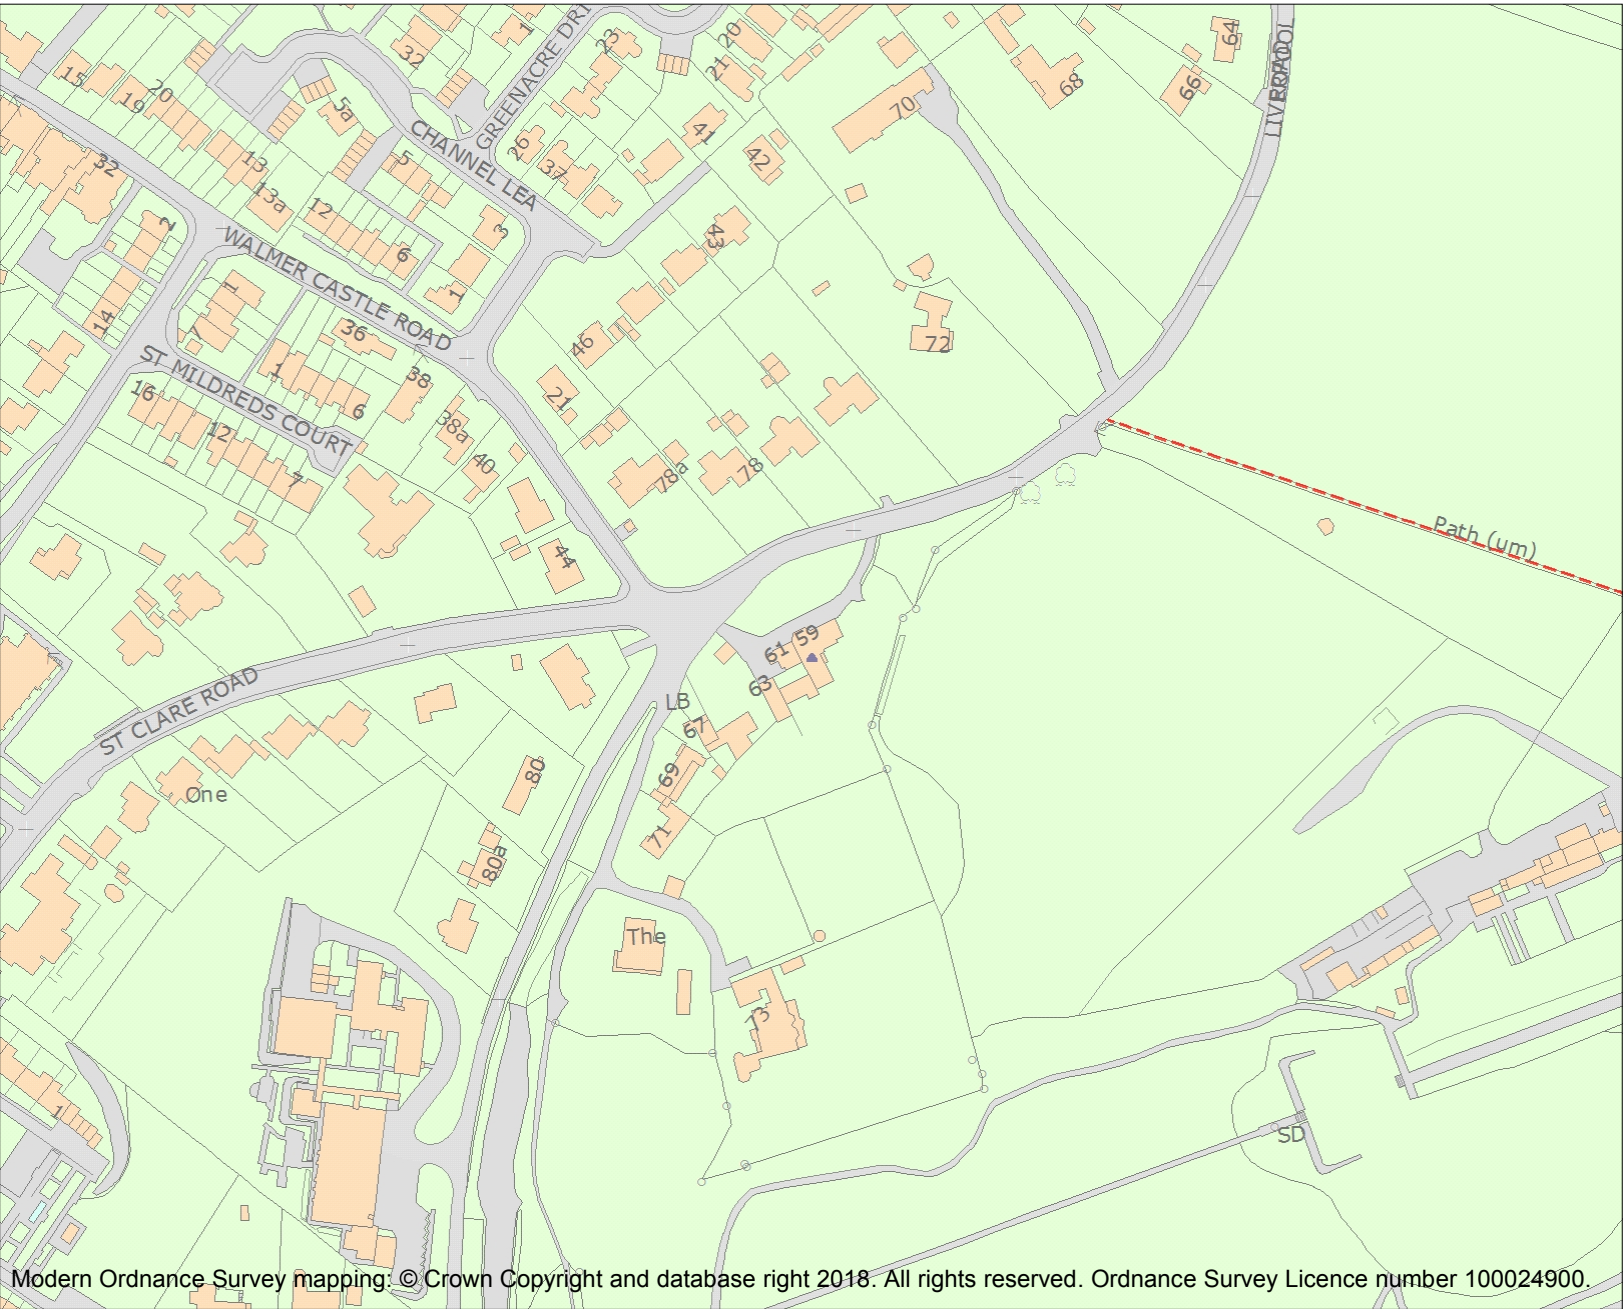 64
LIVERPOOL
ROAD
66
68
70
20
21
23
1
GREENACRE DRI
32
15
19
20
5a
CHANNEL LEA
26
37
41
42
5
13
13a
12
6
3
1
32
2
WALMER CASTLE ROAD
43
72
14
1
7
36
46
ST MILDREDS COURT
1
6
38
38a
40
21
16
12
7
78a
78
Path (um)
44
61
59
63
LB
67
69
71
ST CLARE ROAD
One
80
80a
The
73
1
SD
Modern Ordnance Survey mapping: © Crown Copyright and database right 2018. All rights reserved. Ordnance Survey Licence number 100024900.